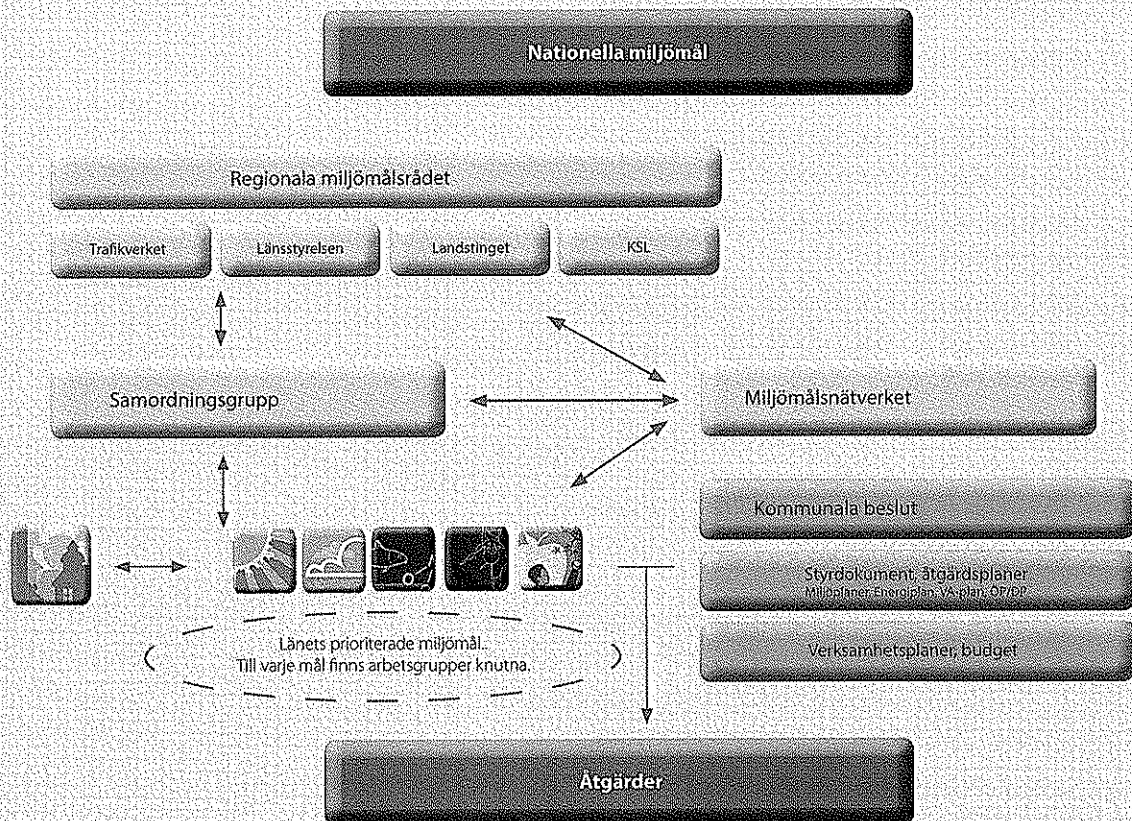 Nationella miljömål
Regionala miljömålsrådet
Trafikverket
Länsstyrelsen
Landstinget
KSL
Samordningsgrupp
Miljömålsnätverket
Kommunala beslut
Styrdokument, åtgärdsplaner
Miljöplaner, Energiplan, VA-plan, ÖP/DP
Verksamhetsplaner, budget
Länets prioriterade miljömål..
Till varje mål finns arbetsgrupper knutna.
Åtgärder